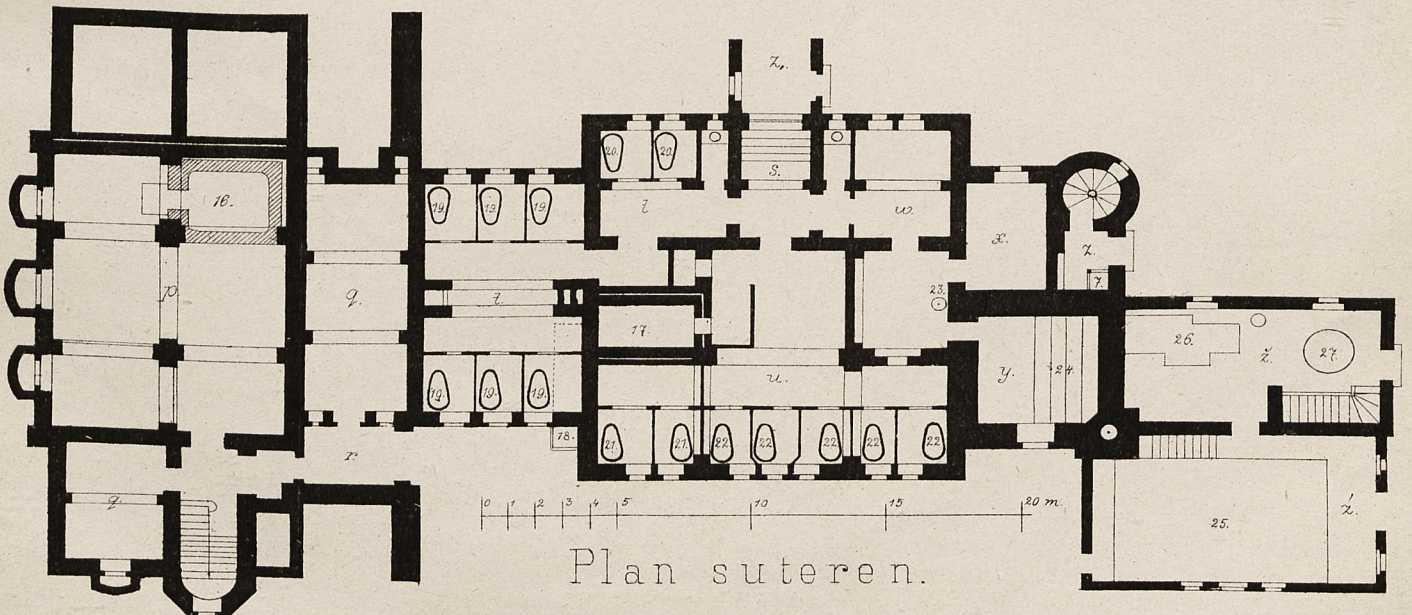 z,.
20. 20. s.
16. 19. 19. 19. t w. x. z.
7.
p. q. t. 23.
17. 26. ž. 27.
u. y. 24.
19. 19. 19.
18. 21. 21. 22 22 22. 22 22.
r.
q. 0 1 2 3 4 5 10 15 20 m. 25. ź.
Plan suteren.